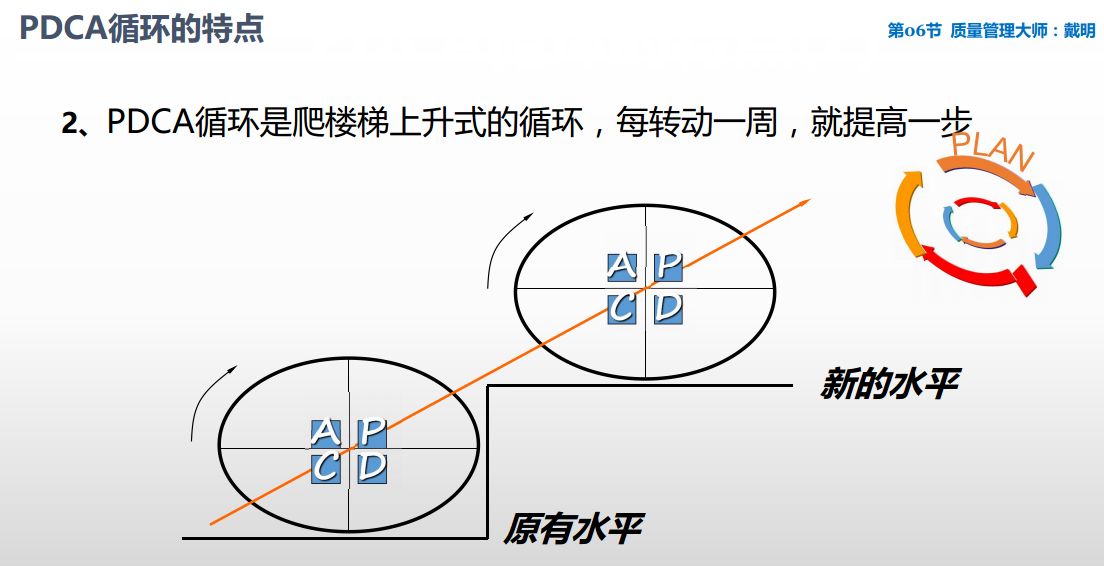 PDCA循环的特点
第06节 质量管理大师：戴明
2、PDCA循环是爬楼梯上升式的循环，每转动一周，就提高一步
PLAN
A P
C D
新的水平
A P
C D
原有水平